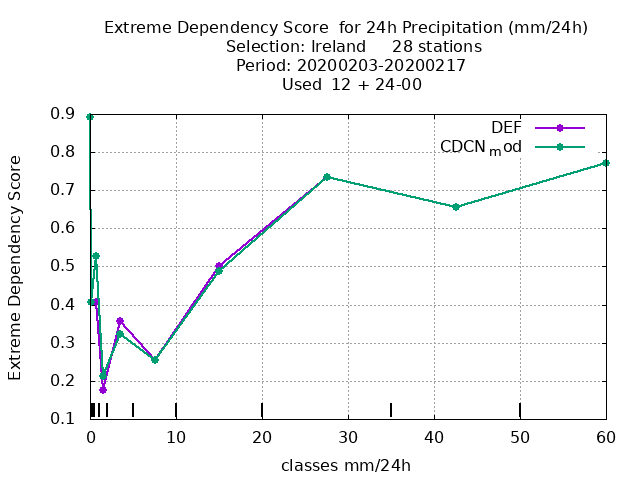 Extreme Dependency Score  for 24h Precipitation (mm/24h)
Selection: Ireland     28 stations
Period: 20200203-20200217
Used  12 + 24-00
DEF
CDCN_mod
Extreme Dependency Score
0.9
0.8
0.7
0.6
0.5
0.4
0.3
0.2
0.1
0 10 20 30 40 50 60
classes mm/24h